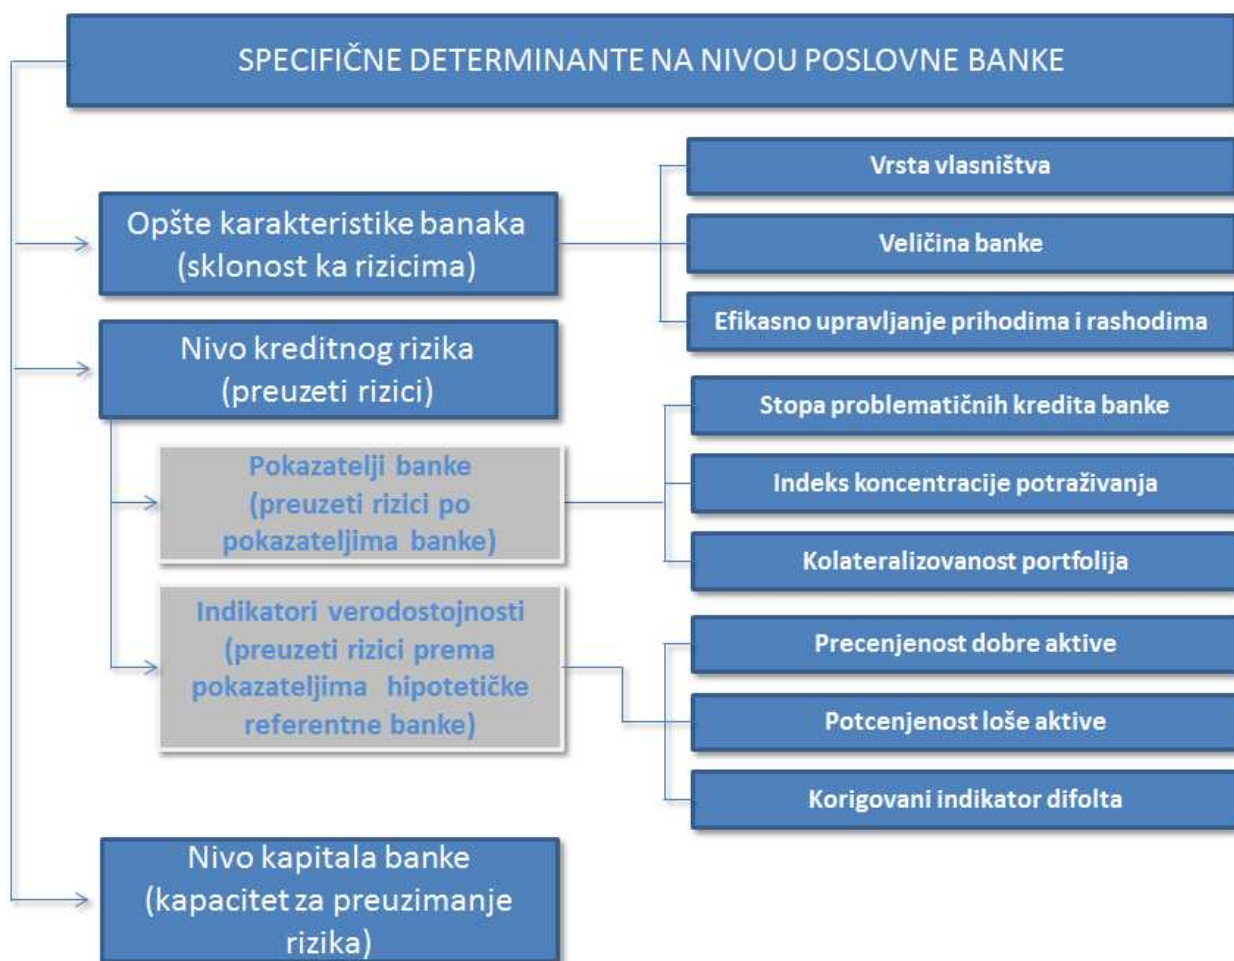 SPECIFIČNE DETERMINANTE NA NIVOU POSLOVNE BANKE
Opšte karakteristike banaka
(sklonost ka rizicima)
Vrsta vlasništva
Veličina banke
Efikasno upravljanje prihodima i rashodima
Nivo kreditnog rizika
(preuzeti rizici)
Pokazatelji banke
(preuzeti rizici po
pokazateljima banke)
Stopa problematičnih kredita banke
Indeks koncentracije potraživanja
Kolateralizovanost portfolija
Indikatori verodostojnosti
(preuzeti rizici prema
pokazateljima hipotetičke
referentne banke)
Precenjenost dobre aktive
Potcenjenost loše aktive
Korigovani indikator difolta
Nivo kapitala banke
(kapacitet za preuzimanje
rizika)